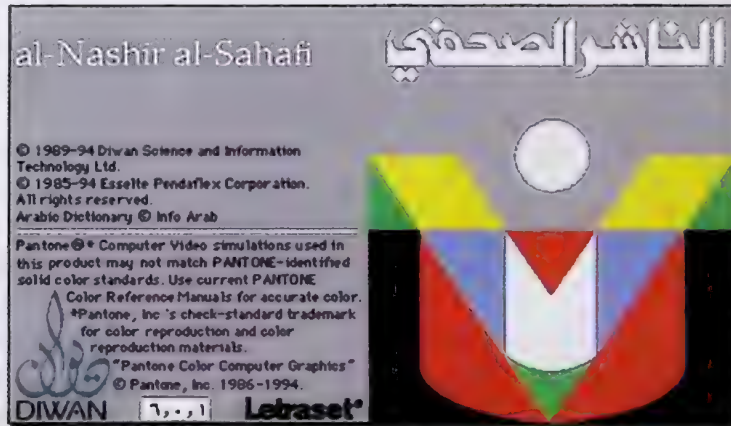 al-Nashir al-Sahafi
الناشر الصحفي
© 1989-94 Diwan Science and Information
Technology Ltd.
© 1985-94 Esselte Pendaflex Corporation.
All rights reserved.
Arabic Dictionary © Info Arab
Pantone®* Computer Video simulations used in
this product may not match PANTONE-identified
solid color standards. Use current PANTONE
Color Reference Manuals for accurate color.
*Pantone, Inc.'s check-standard trademark
for color reproduction and color
reproduction materials.
"Pantone Color Computer Graphics"
© Pantone, Inc. 1986-1994.
ديوان
DIWAN
٦,٠,١
Letraset®